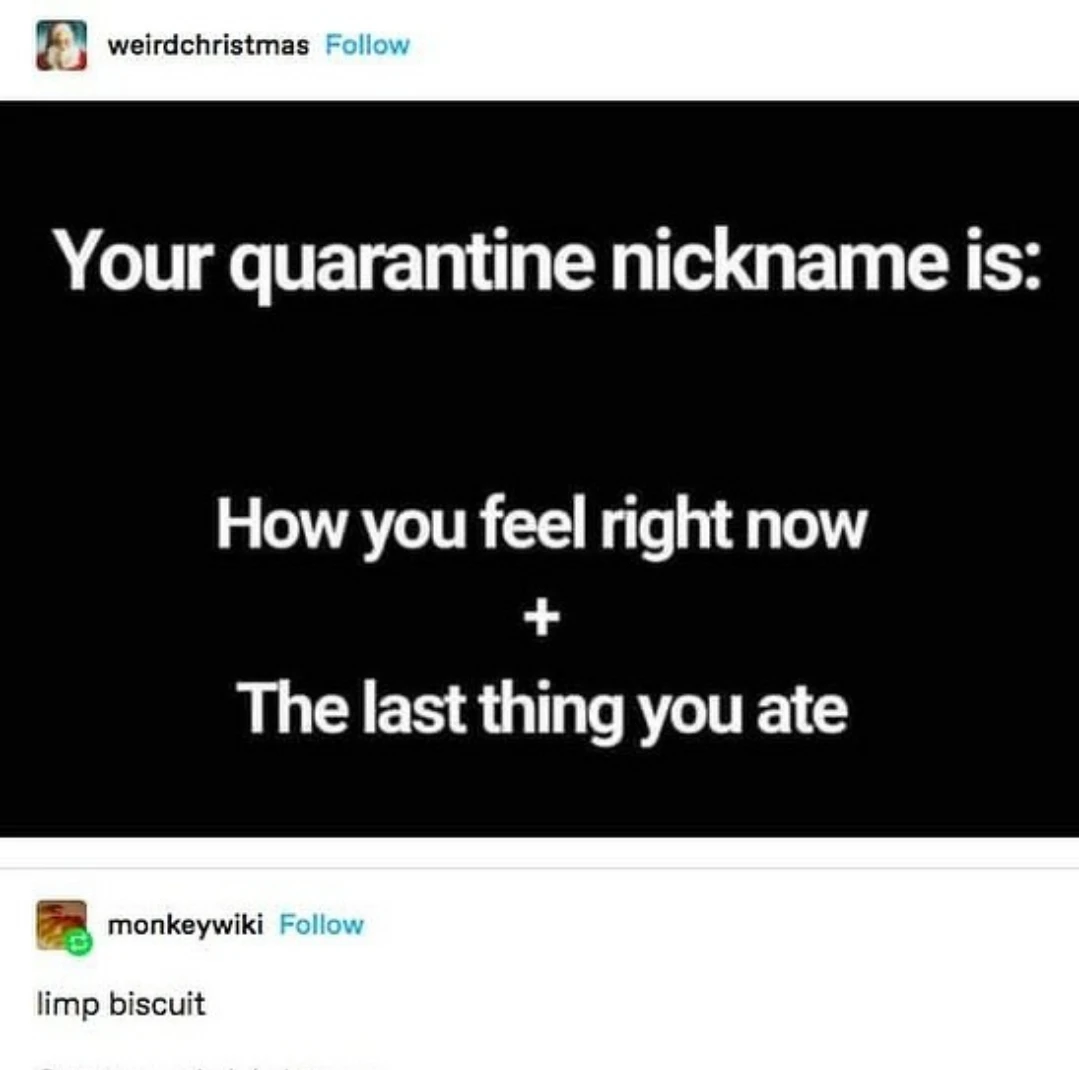 weirdchristmas Follow
Your quarantine nickname is:
How you feel right now
+
The last thing you ate
monkeywiki Follow
limp biscuit